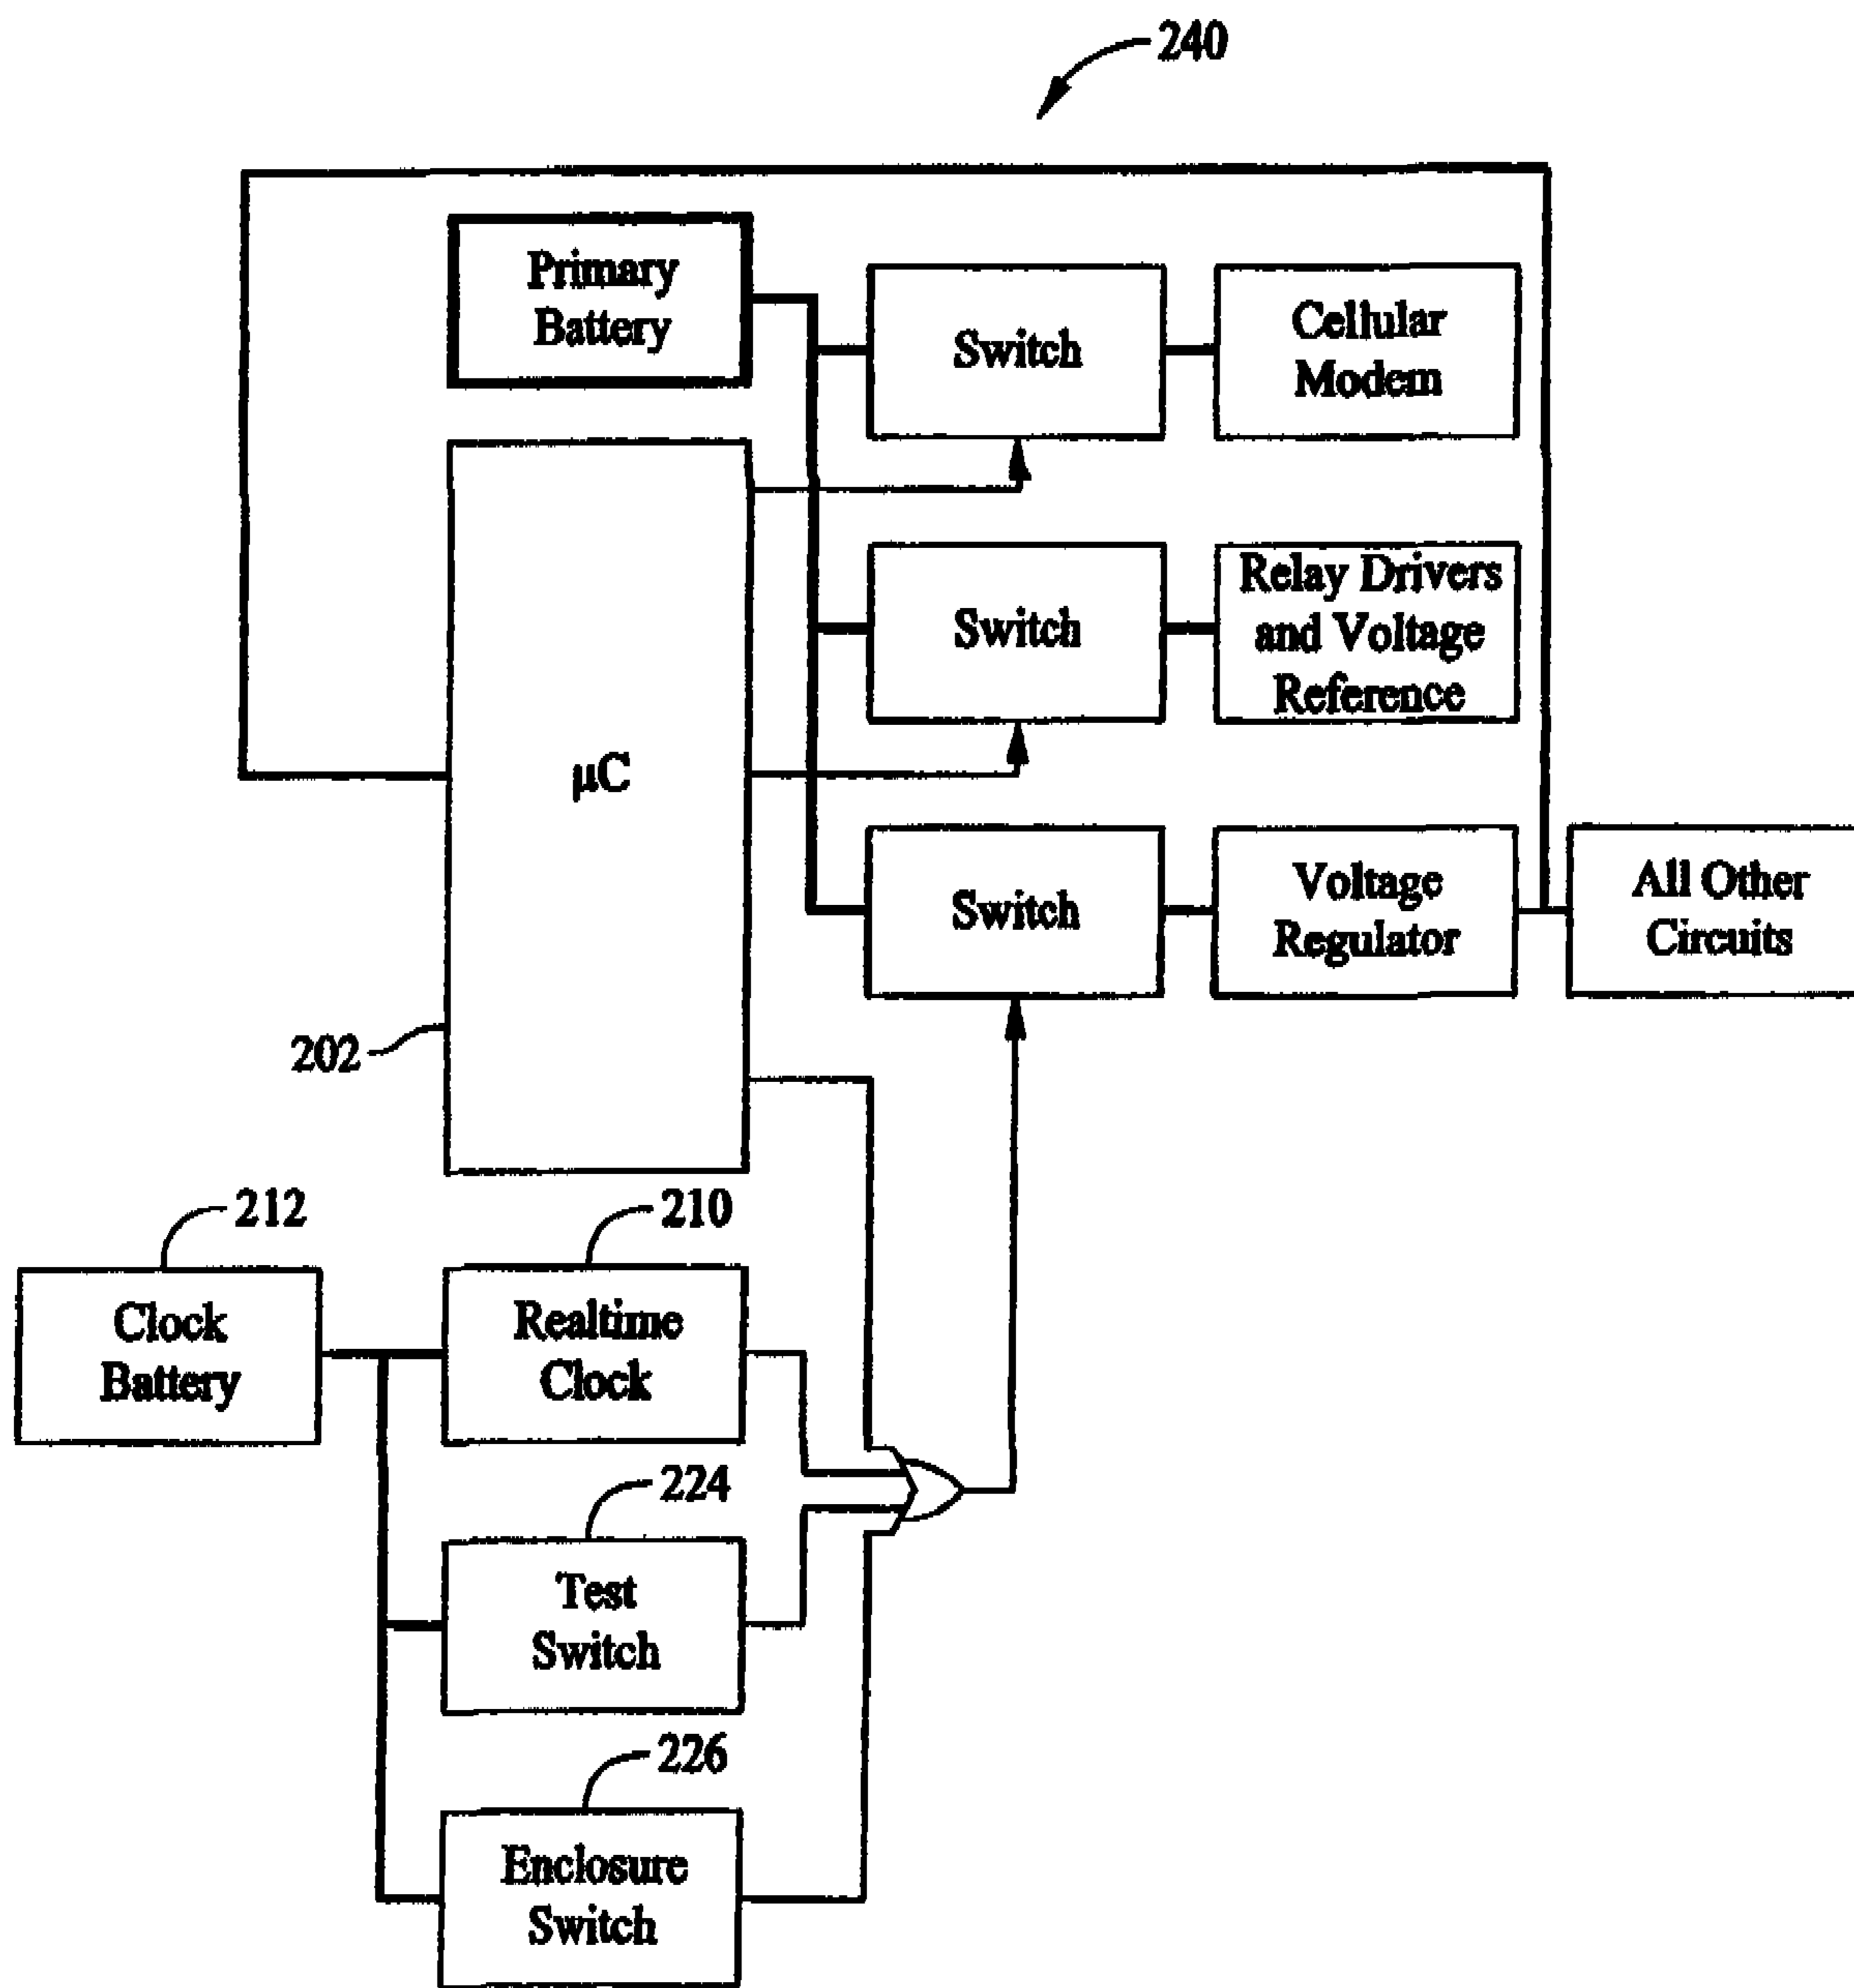 240
Primary
Battery
Switch
Cellular
Modem
Switch
Relay Drivers
and Voltage
Reference
µC
Switch
Voltage
Regulator
All Other
Circuits
202
212
210
Clock
Battery
Realtime
Clock
224
Test
Switch
226
Enclosure
Switch